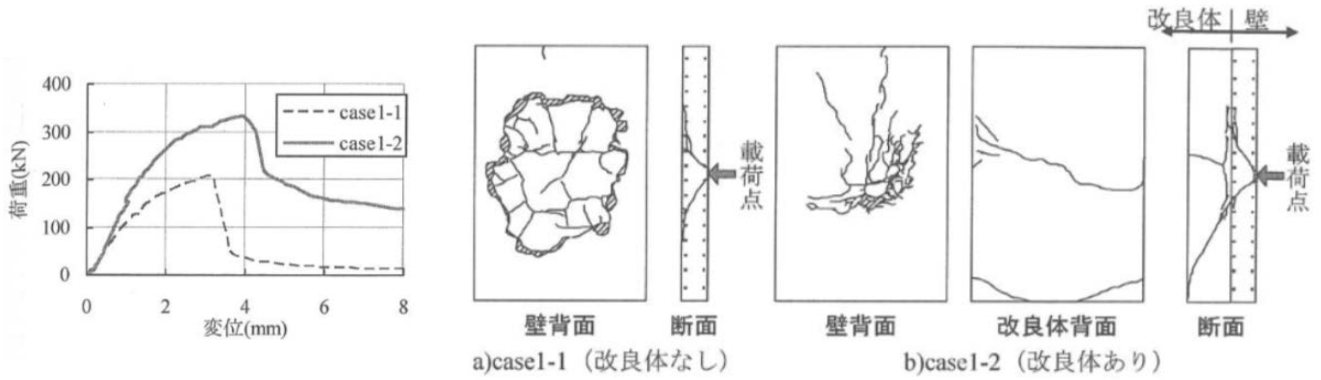 400
300
200
100
0
荷重(kN)
0
2
4
6
8
変位(mm)
case1-1
case1-2
載荷点
壁背面
断面
a)case1-1（改良体なし）
改良体
壁
載荷点
壁背面
改良体背面
断面
b)case1-2（改良体あり）